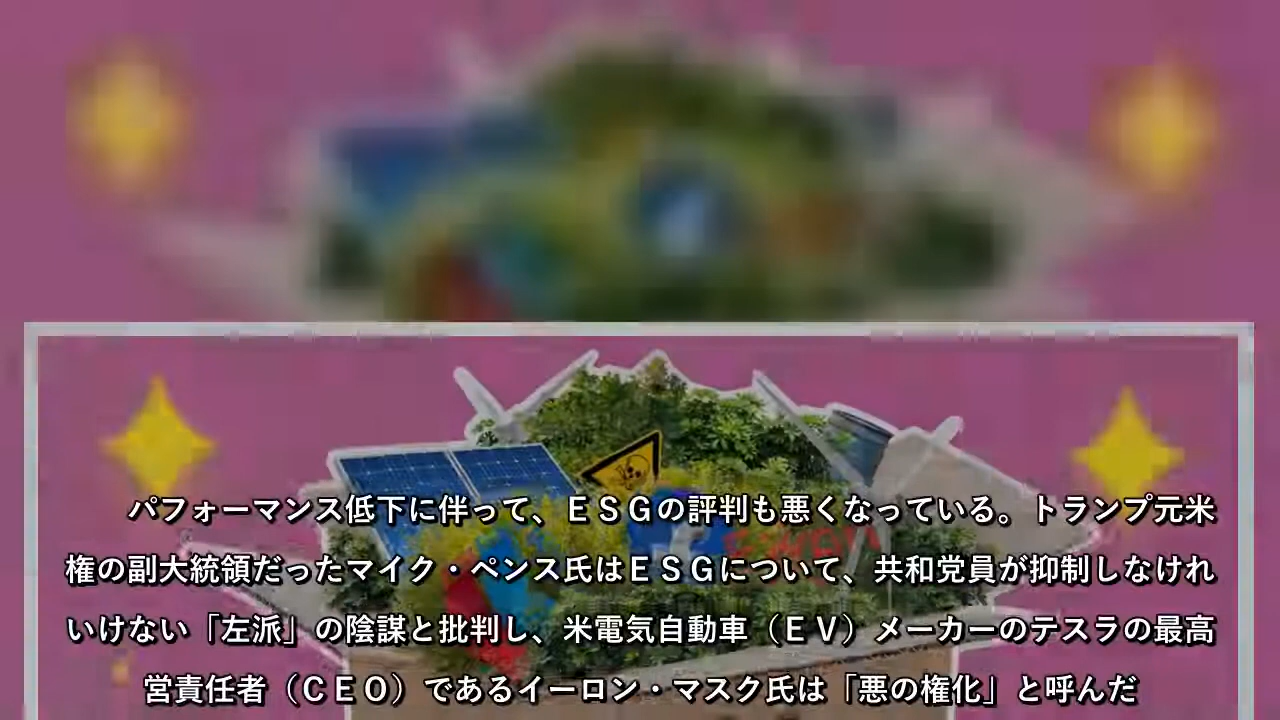 パフォーマンス低下に伴って、ＥＳＧの評判も悪くなっている。トランプ元米
権の副大統領だったマイク・ペンス氏はＥＳＧについて、共和党員が抑制しなけれ
いけない「左派」の陰謀と批判し、米電気自動車（ＥＶ）メーカーのテスラの最高
営責任者（ＣＥＯ）であるイーロン・マスク氏は「悪の権化」と呼んだ